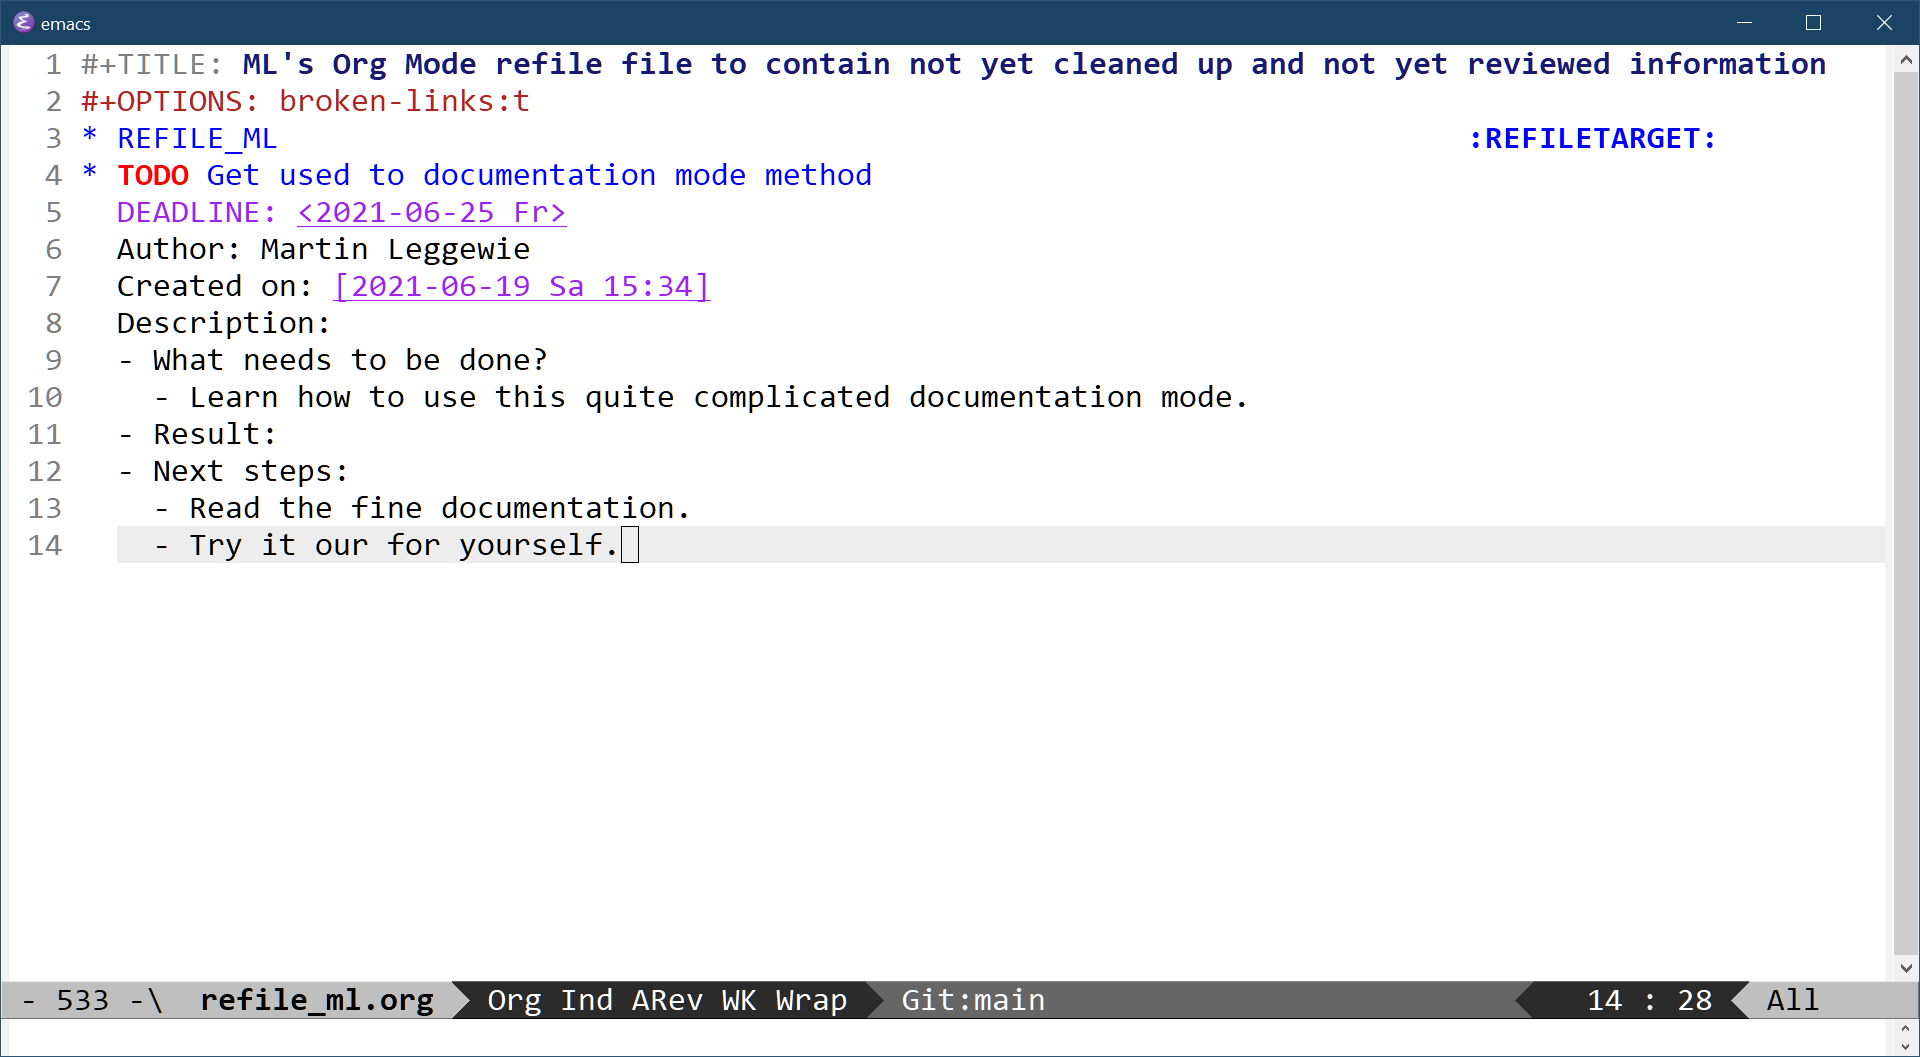 emacs
1 #+TITLE: ML's Org Mode refile file to contain not yet cleaned up and not yet reviewed information
2 #+OPTIONS: broken-links:t
3 * REFILE_ML :REFILETARGET:
4 * TODO Get used to documentation mode method
5 DEADLINE: <2021-06-25 Fr>
6 Author: Martin Leggewie
7 Created on: [2021-06-19 Sa 15:34]
8 Description:
9 - What needs to be done?
10 - Learn how to use this quite complicated documentation mode.
11 - Result:
12 - Next steps:
13 - Read the fine documentation.
14 - Try it our for yourself.
- 533 -\ refile_ml.org Org Ind ARev WK Wrap Git:main 14 : 28 All